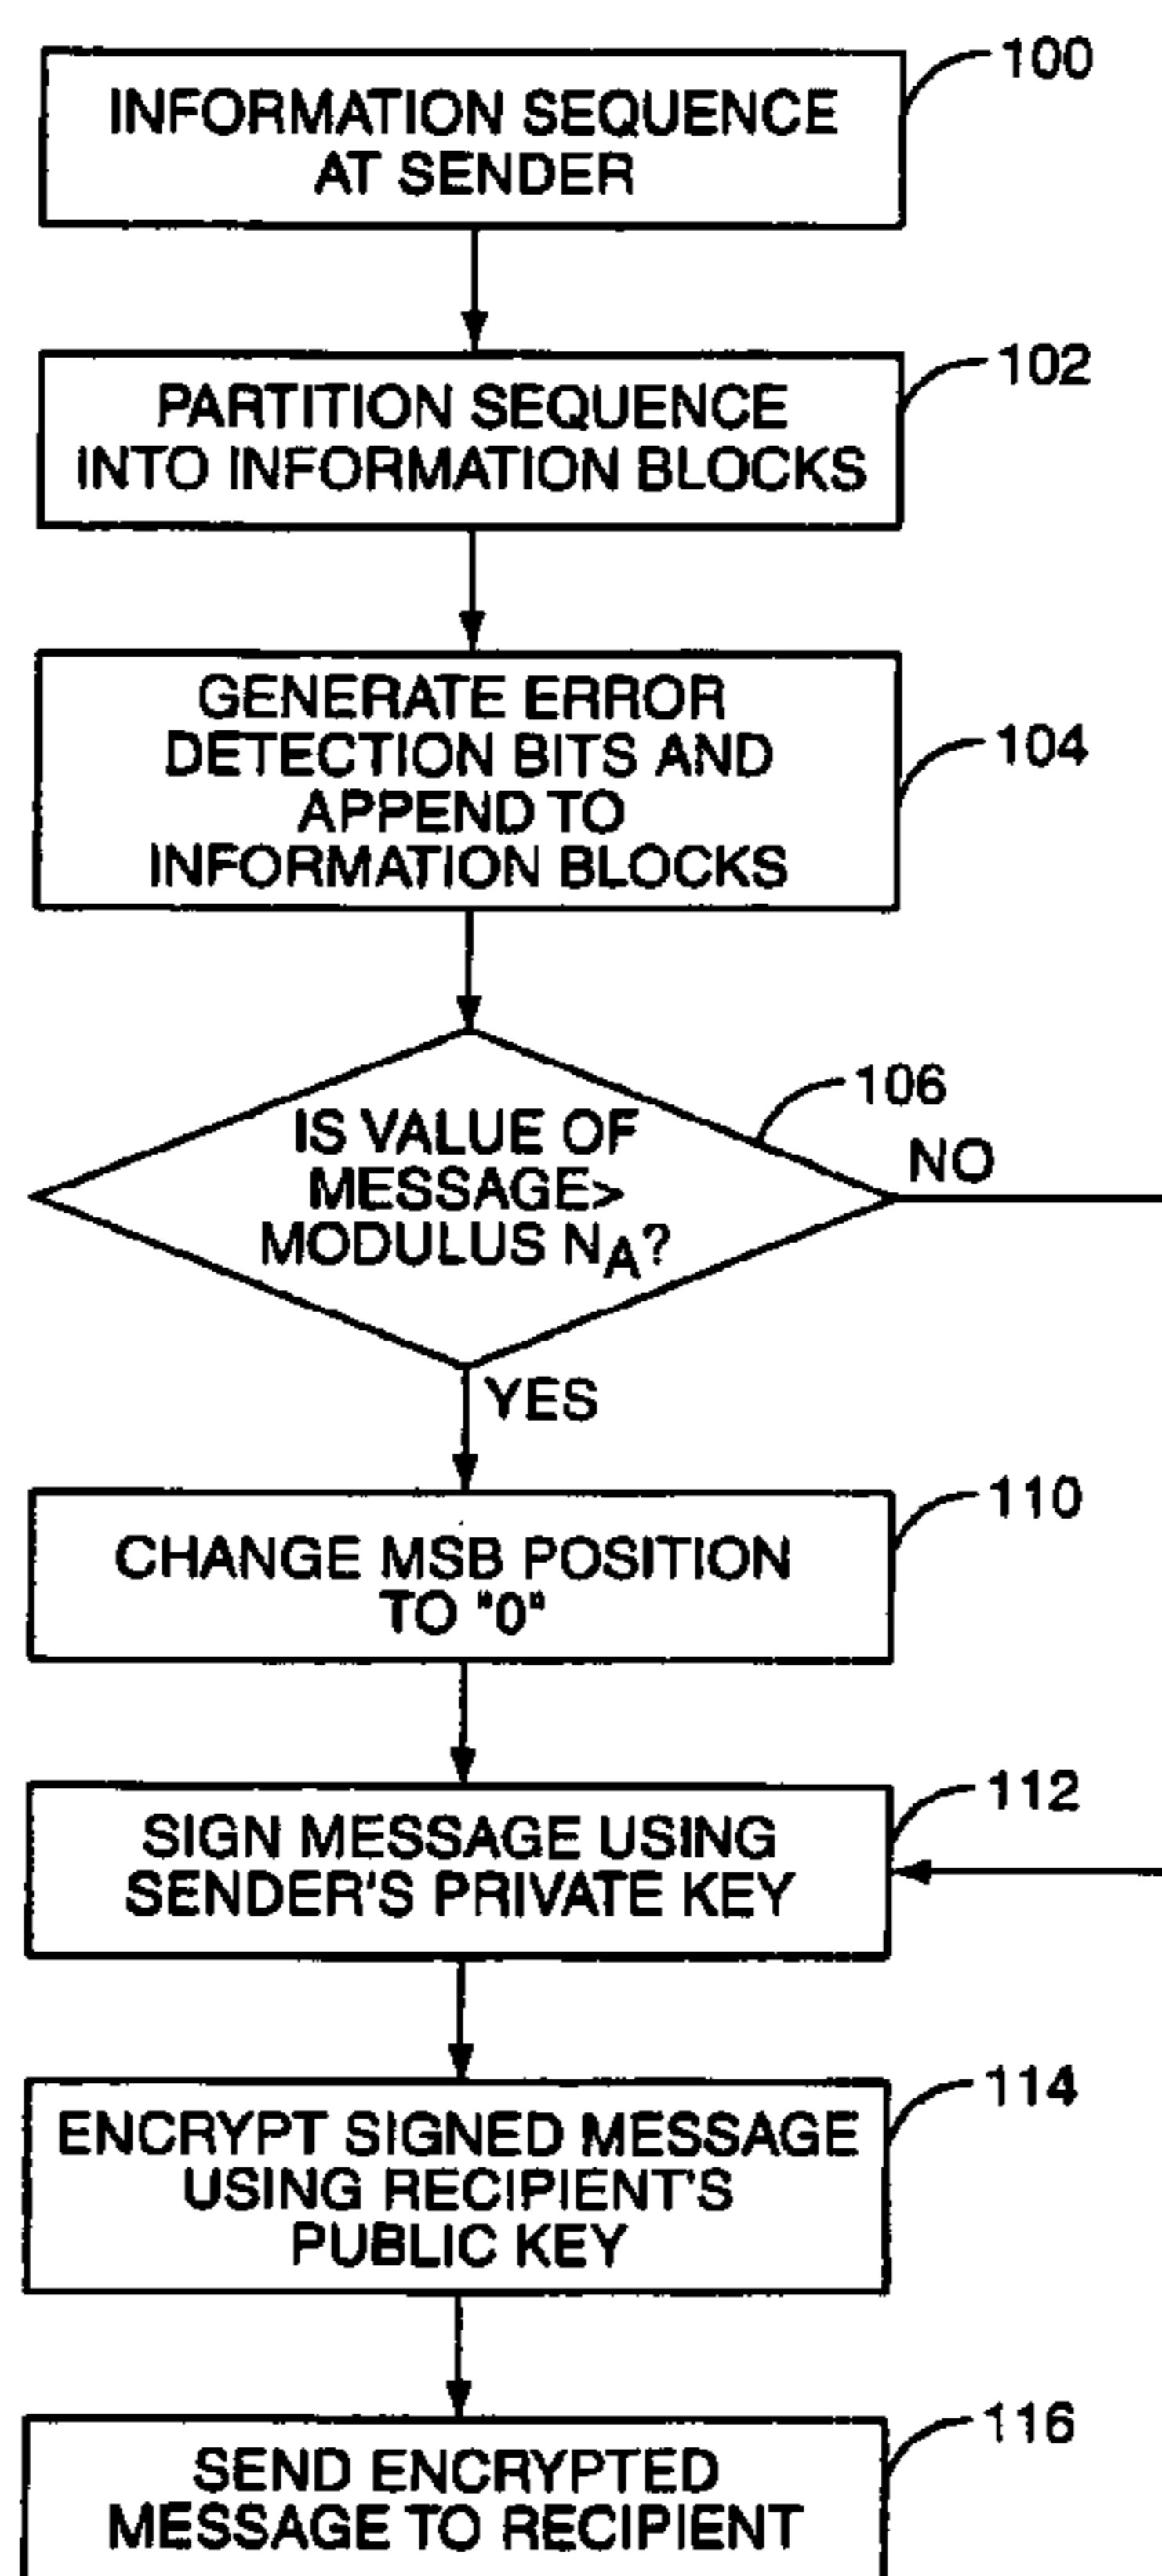 100
INFORMATION SEQUENCE
AT SENDER
102
PARTITION SEQUENCE
INTO INFORMATION BLOCKS
GENERATE ERROR
DETECTION BITS AND
104
APPEND TO
INFORMATION BLOCKS
106
IS VALUE OF
NO
MESSAGE>
MODULUS NA?
YES
110
CHANGE MSB POSITION
TO "0"
112
SIGN MESSAGE USING
SENDER'S PRIVATE KEY
114
ENCRYPT SIGNED MESSAGE
USING RECIPIENT'S
PUBLIC KEY
116
SEND ENCRYPTED
MESSAGE TO RECIPIENT